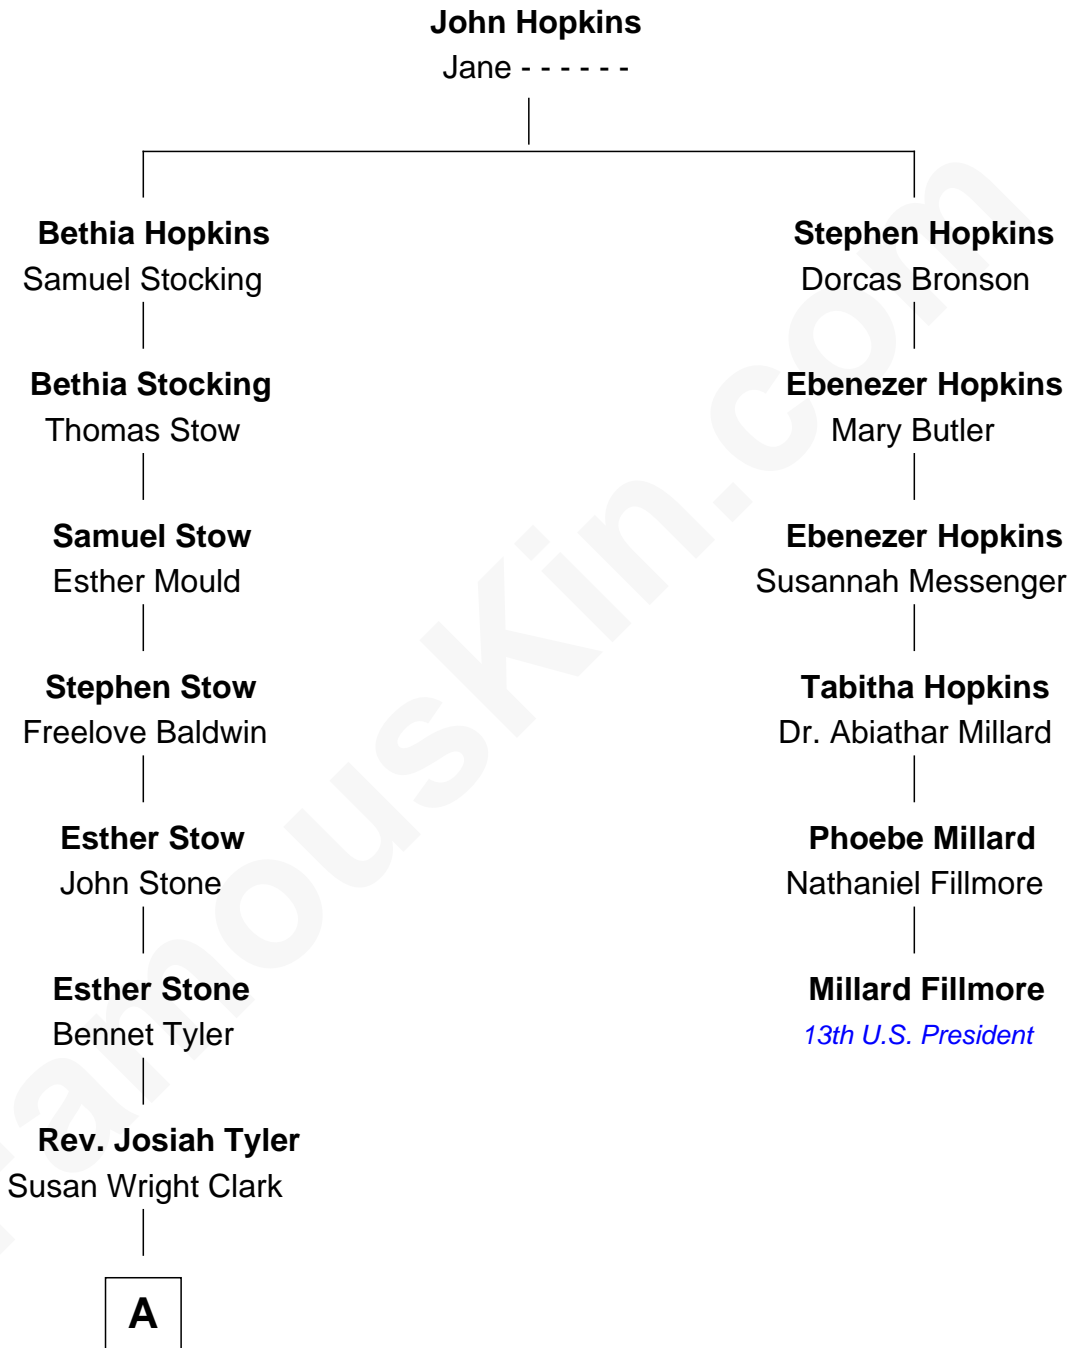 John Hopkins
Jane - - - - - -
Bethia Hopkins
Samuel Stocking
Stephen Hopkins
Dorcas Bronson
Bethia Stocking
Thomas Stow
Ebenezer Hopkins
Mary Butler
Samuel Stow
Esther Mould
Ebenezer Hopkins
Susannah Messenger
Stephen Stow
Freelove Baldwin
Tabitha Hopkins
Dr. Abiathar Millard
Esther Stow
John Stone
Phoebe Millard
Nathaniel Fillmore
Esther Stone
Bennet Tyler
Millard Fillmore
13th U.S. President
Rev. Josiah Tyler
Susan Wright Clark
A
FamousKin.com